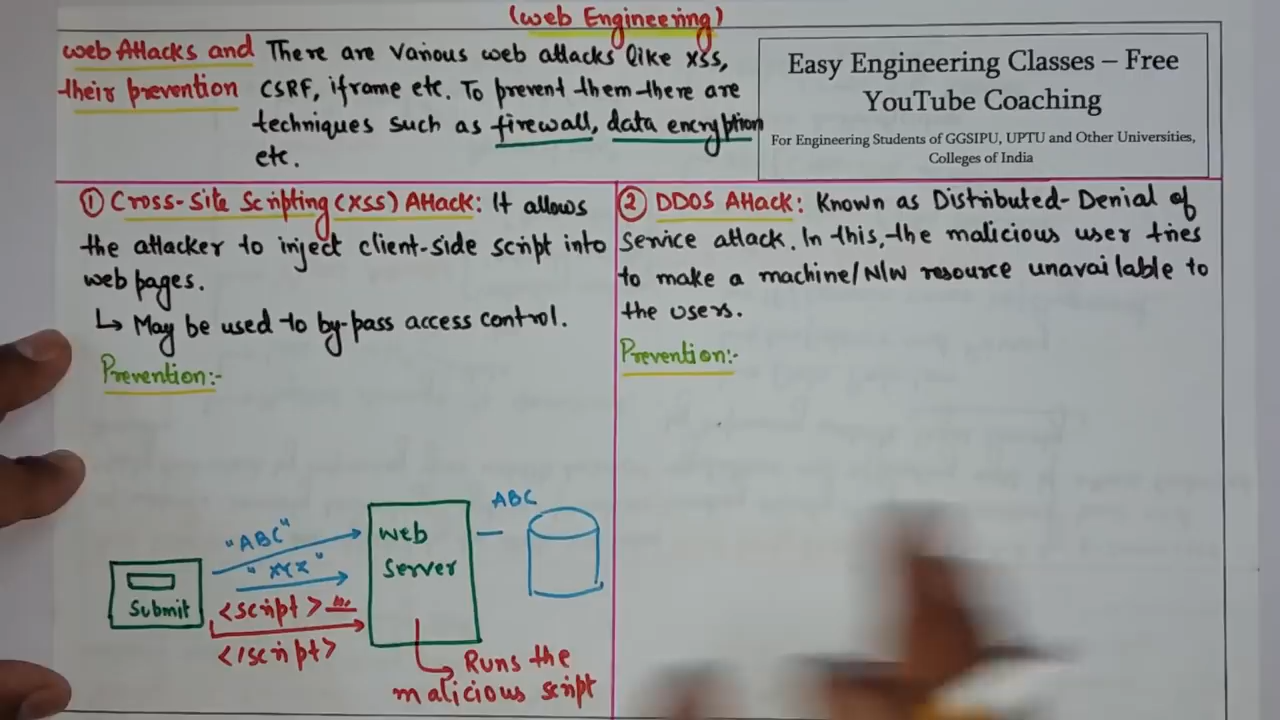 (Web Engineering)
Web Attacks and
their prevention
There are various web attacks like XSS,
CSRF, iframe etc. To prevent them there are
techniques such as firewall, data encryption
etc.
Easy Engineering Classes – Free
YouTube Coaching
For Engineering Students of GGSIPU, UPTU and Other Universities,
Colleges of India
① Cross-Site Scripting (XSS) Attack: It allows
the attacker to inject client-side script into
web pages.
↳ May be used to by-pass access control.
Prevention:-
"ABC"
"XYZ"
Submit
<script>
</script>
Web
Server
ABC
Runs the
malicious script
② DDOS Attack: Known as Distributed-Denial of
Service attack. In this, the malicious user tries
to make a machine/N/W resource unavailable to
the users.
Prevention:-